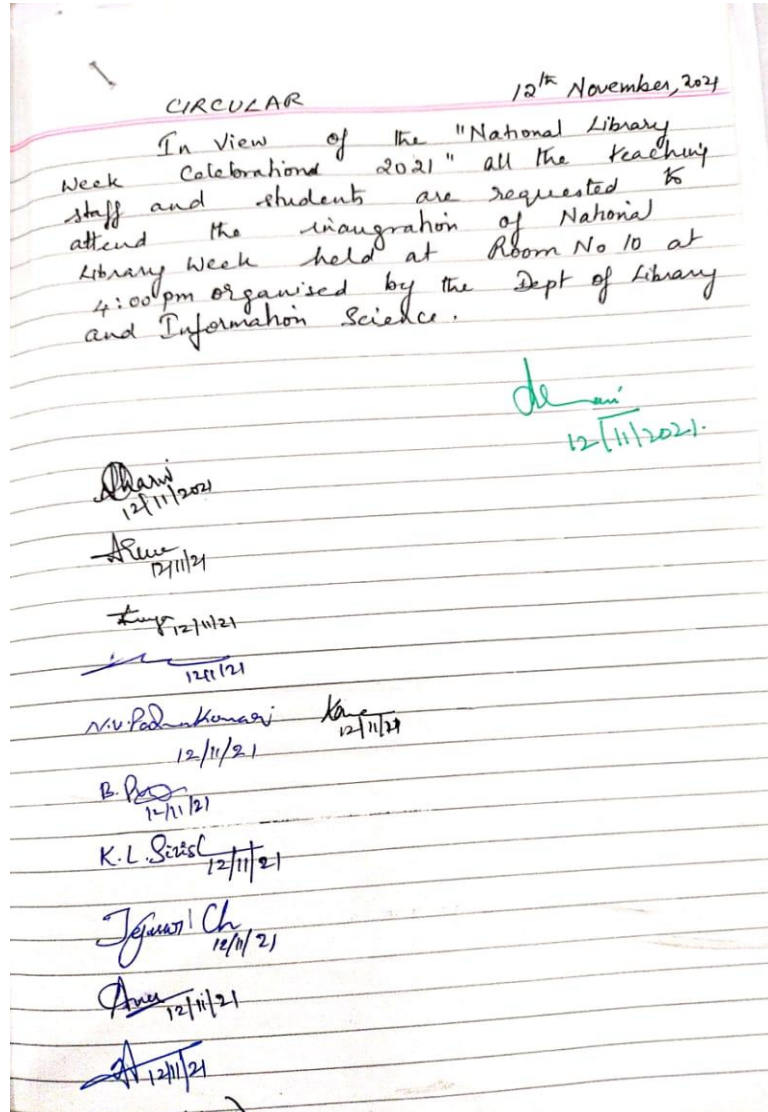 CIRCULAR 12th November, 2021
In View of the "National Library
Week Celebrations 2021" all the teaching
staff and students are requested to
attend the inaugration of National
Library Week held at Room No 10 at
4:00 pm organised by the Dept of Library
and Information Science.
12/11/2021.
12/11/2021
12/11/21
12/11/21
12/11/21
N.V. Padma Kumari
12/11/21 12/11/21
B.
12/11/21
K. L. 12/11/21
Ch
12/11/21
12/11/21
12/11/21